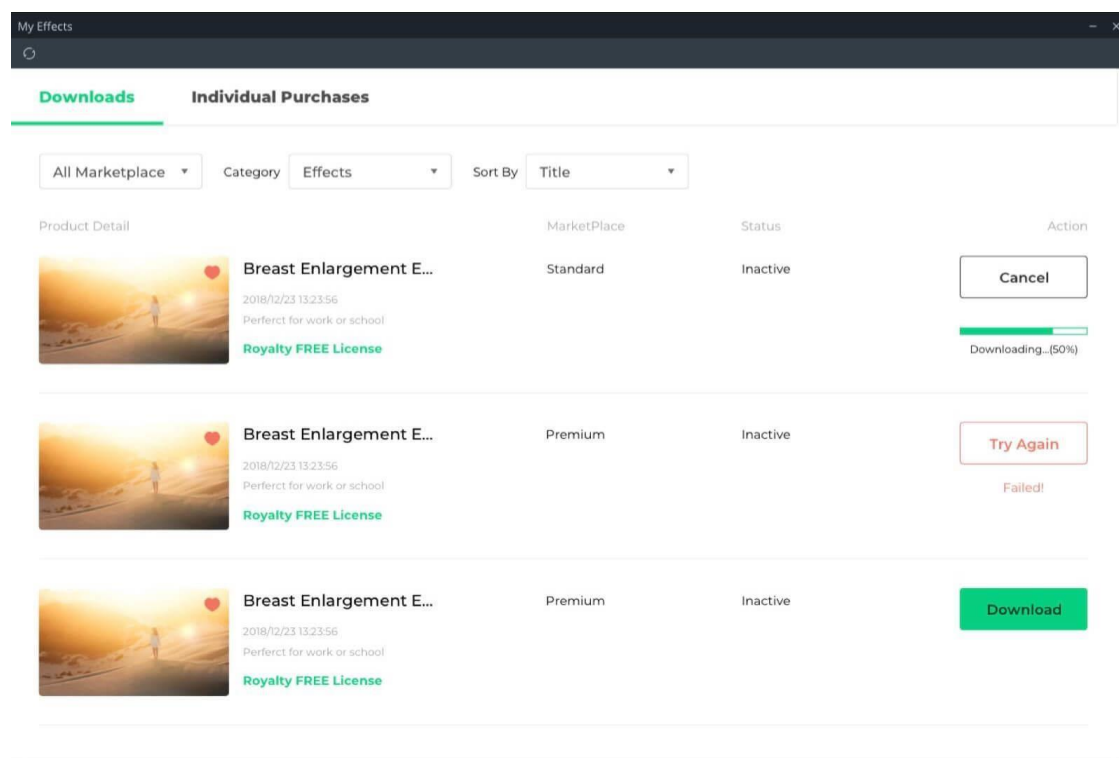 My Effects
Downloads Individual Purchases
All Marketplace Category Effects Sort By Title
Product Detail MarketPlace Status Action
Breast Enlargement E... Standard Inactive Cancel
2018/12/23 13:23:56
Perferct for work or school
Royalty FREE License Downloading...(50%)
Breast Enlargement E... Premium Inactive Try Again
2018/12/23 13:23:56
Perferct for work or school Failed!
Royalty FREE License
Breast Enlargement E... Premium Inactive Download
2018/12/23 13:23:56
Perferct for work or school
Royalty FREE License